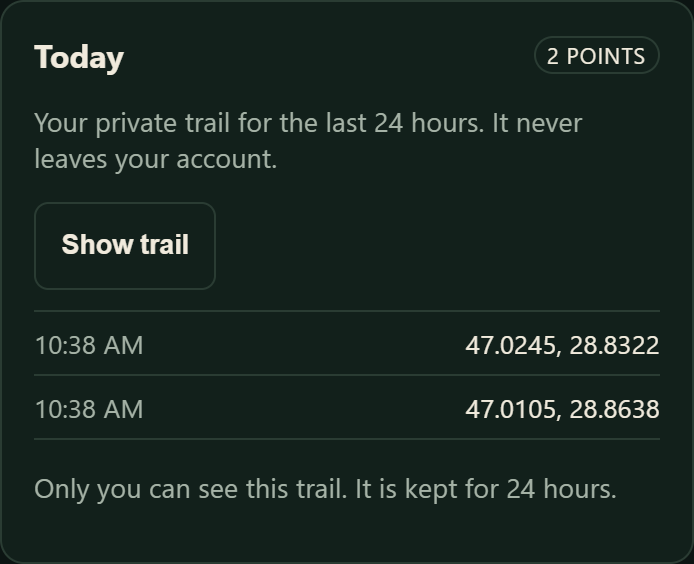 Today
2 POINTS
Your private trail for the last 24 hours. It never
leaves your account.
Show trail
10:38 AM 47.0245, 28.8322
10:38 AM 47.0105, 28.8638
Only you can see this trail. It is kept for 24 hours.